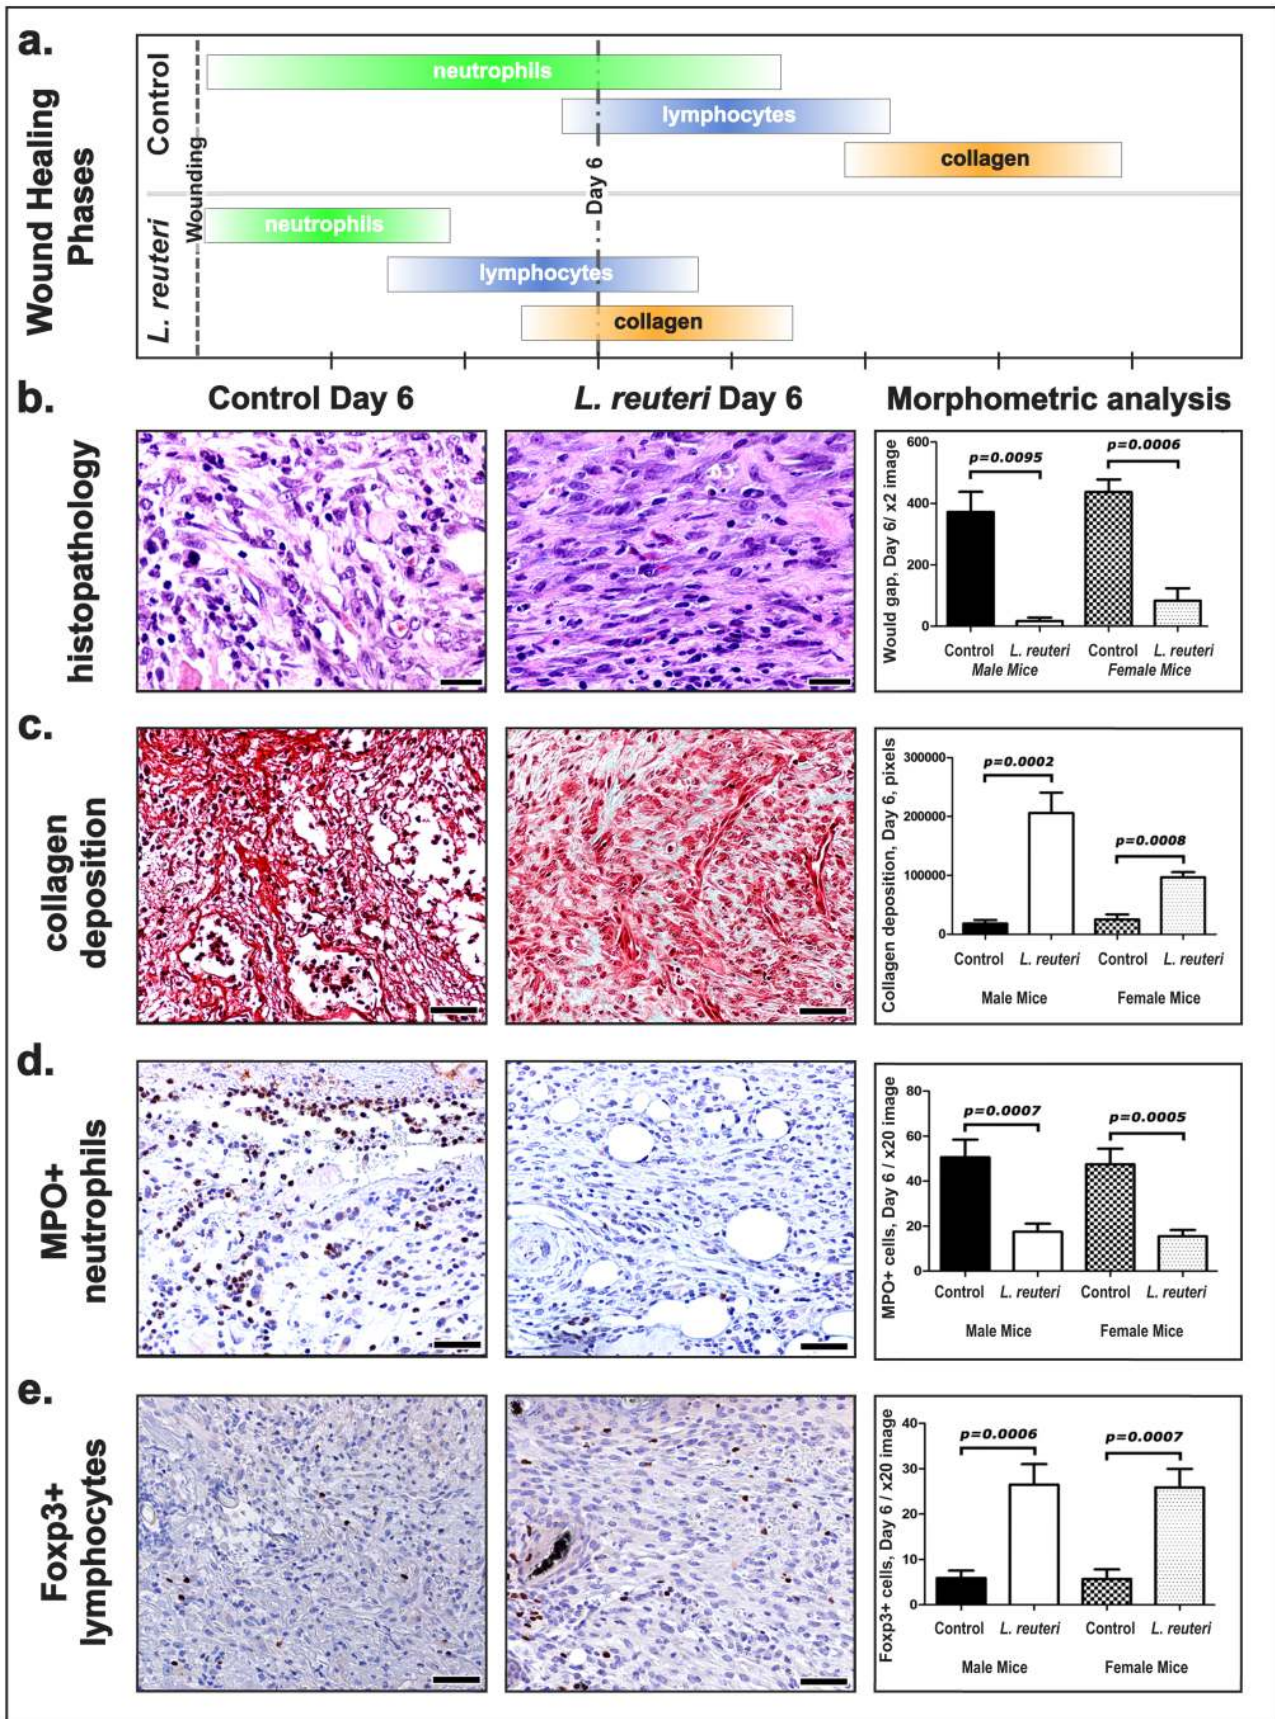 a.
Wound Healing
Phases
Control
L. reuteri
Wounding
Day 6
neutrophils
lymphocytes
collagen
neutrophils
lymphocytes
collagen
b.
Control Day 6
L. reuteri Day 6
Morphometric analysis
histopathology
Would gap, Day 6/ x2 image
600
400
200
0
p=0.0095
p=0.0006
Control L. reuteri Control L. reuteri
Male Mice Female Mice
c.
collagen
deposition
Collagen deposition, Day 6, pixels
300000
200000
100000
0
p=0.0002
p=0.0008
Control L. reuteri Control L. reuteri
Male Mice Female Mice
d.
MPO+
neutrophils
MPO+ cells, Day 6 / x20 image
80
60
40
20
0
p=0.0007
p=0.0005
Control L. reuteri Control L. reuteri
Male Mice Female Mice
e.
Foxp3+
lymphocytes
Foxp3+ cells, Day 6 / x20 image
40
30
20
10
0
p=0.0006
p=0.0007
Control L. reuteri Control L. reuteri
Male Mice Female Mice